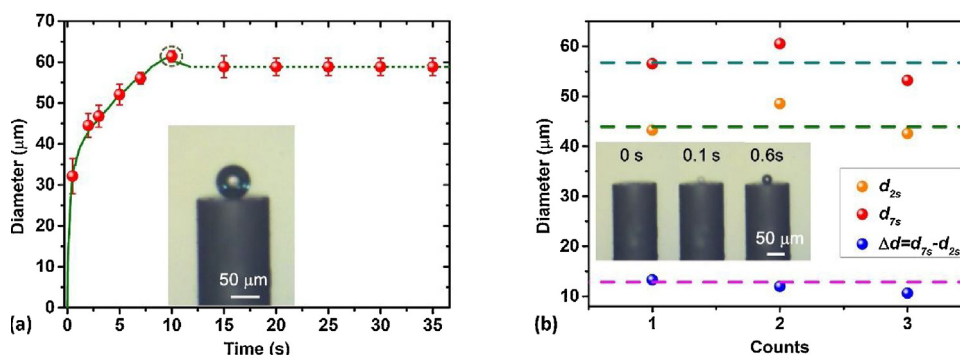 Diameter (μm)
70
60
50
40
30
20
10
0
0 5 10 15 20 25 30 35
Time (s)
50 μm
(a)
Diameter (μm)
60
50
40
30
20
10
1 2 3
Counts
0 s 0.1 s 0.6s
50 μm
d2s
d7s
Δd=d7s-d2s
(b)